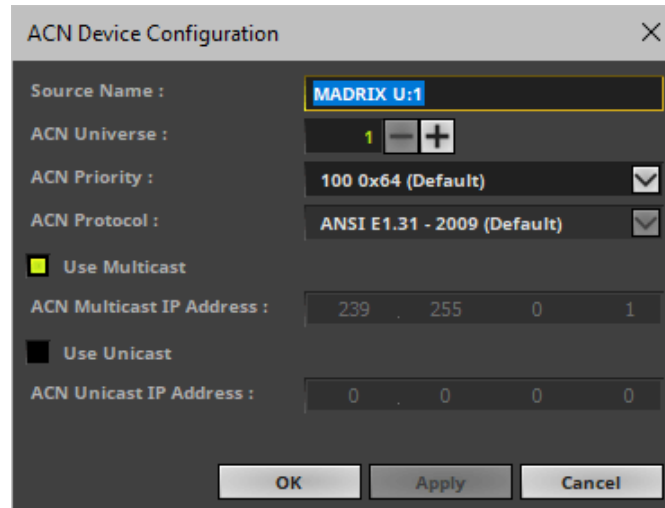 ACN Device Configuration
Source Name : MADRIX U:1
ACN Universe : 1
ACN Priority : 100 0x64 (Default)
ACN Protocol : ANSI E1.31 - 2009 (Default)
Use Multicast
ACN Multicast IP Address : 239 . 255 0 1
Use Unicast
ACN Unicast IP Address : 0 . 0 0 0
OK Apply Cancel